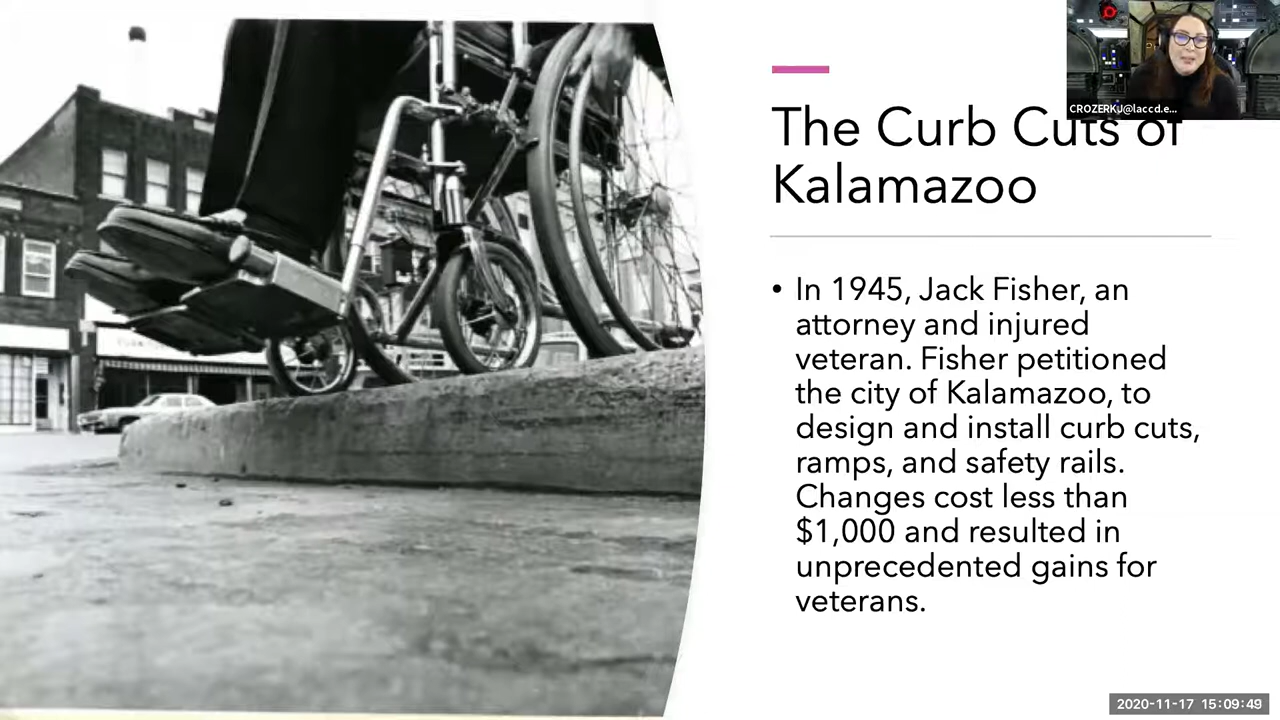 CROZERKJ@laccd.e...
The Curb Cuts of
Kalamazoo
• In 1945, Jack Fisher, an
attorney and injured
veteran. Fisher petitioned
the city of Kalamazoo, to
design and install curb cuts,
ramps, and safety rails.
Changes cost less than
$1,000 and resulted in
unprecedented gains for
veterans.
2020-11-17 15:09:49